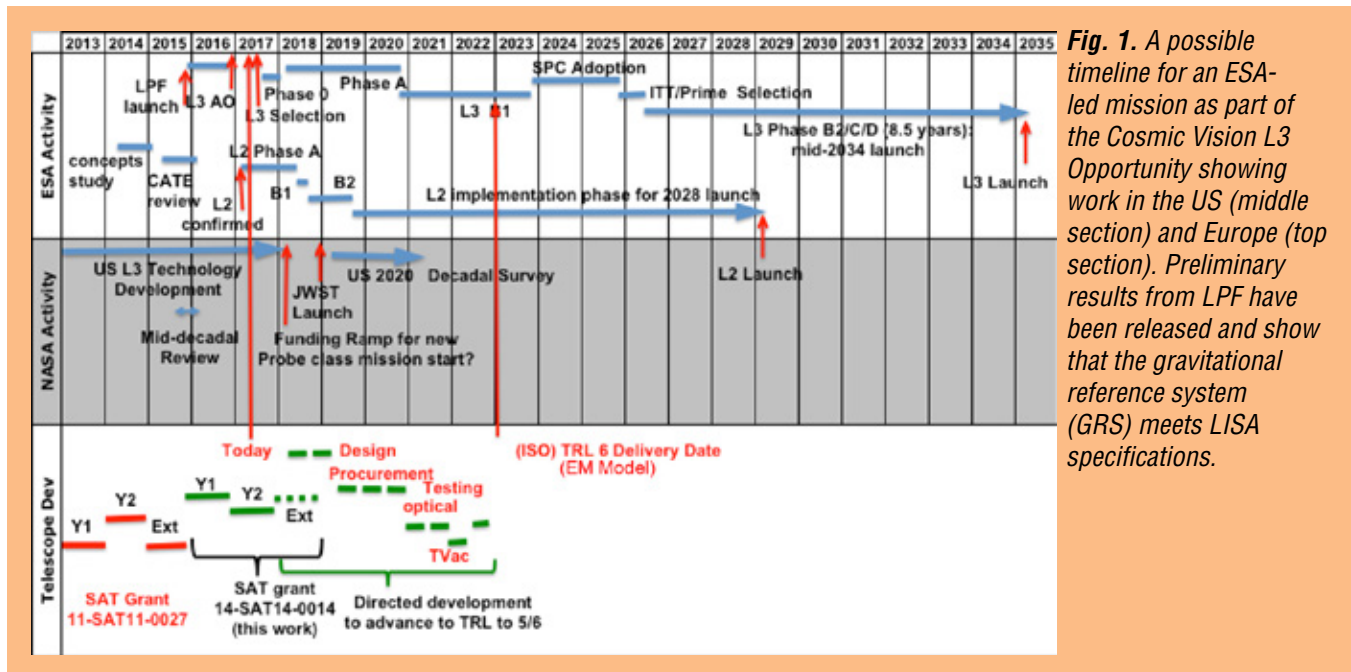 2013 2014 2015 2016 2017 2018 2019 2020 2021 2022 2023 2024 2025 2026 2027 2028 2029 2030 2031 2032 2033 2034 2035
ESA Activity
LPF
launch
L3 AO
Phase 0
L3 Selection
Phase A
L3 B1
SPC Adoption
ITT/Prime Selection
L3 Phase B2/C/D (8.5 years):
mid-2034 launch
L3 Launch
concepts
study
CATE
review
L2
confirmed
L2 Phase A
B1
B2
L2 implementation phase for 2028 launch
L2 Launch
NASA Activity
US L3 Technology
Development
Mid-decadal
Review
JWST
Launch
Funding Ramp for new
Probe class mission start?
US 2020 Decadal Survey
Telescope Dev
Today
Design
Procurement
Testing
optical
TVac
(ISO) TRL 6 Delivery Date
(EM Model)
Y1
Y2
Ext
Y1
Y2
Ext
SAT Grant
11-SAT11-0027
SAT grant
14-SAT14-0014
(this work)
Directed development
to advance to TRL to 5/6
Fig. 1. A possible
timeline for an ESA-
led mission as part of
the Cosmic Vision L3
Opportunity showing
work in the US (middle
section) and Europe (top
section). Preliminary
results from LPF have
been released and show
that the gravitational
reference system
(GRS) meets LISA
specifications.